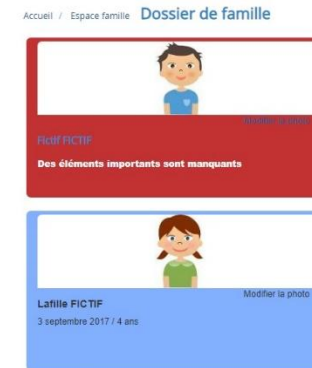 Accueil / Espace famille Dossier de famille
Modifier la photo
Fictif FICTIF
Des éléments importants sont manquants
Modifier la photo
Lafille FICTIF
3 septembre 2017 / 4 ans